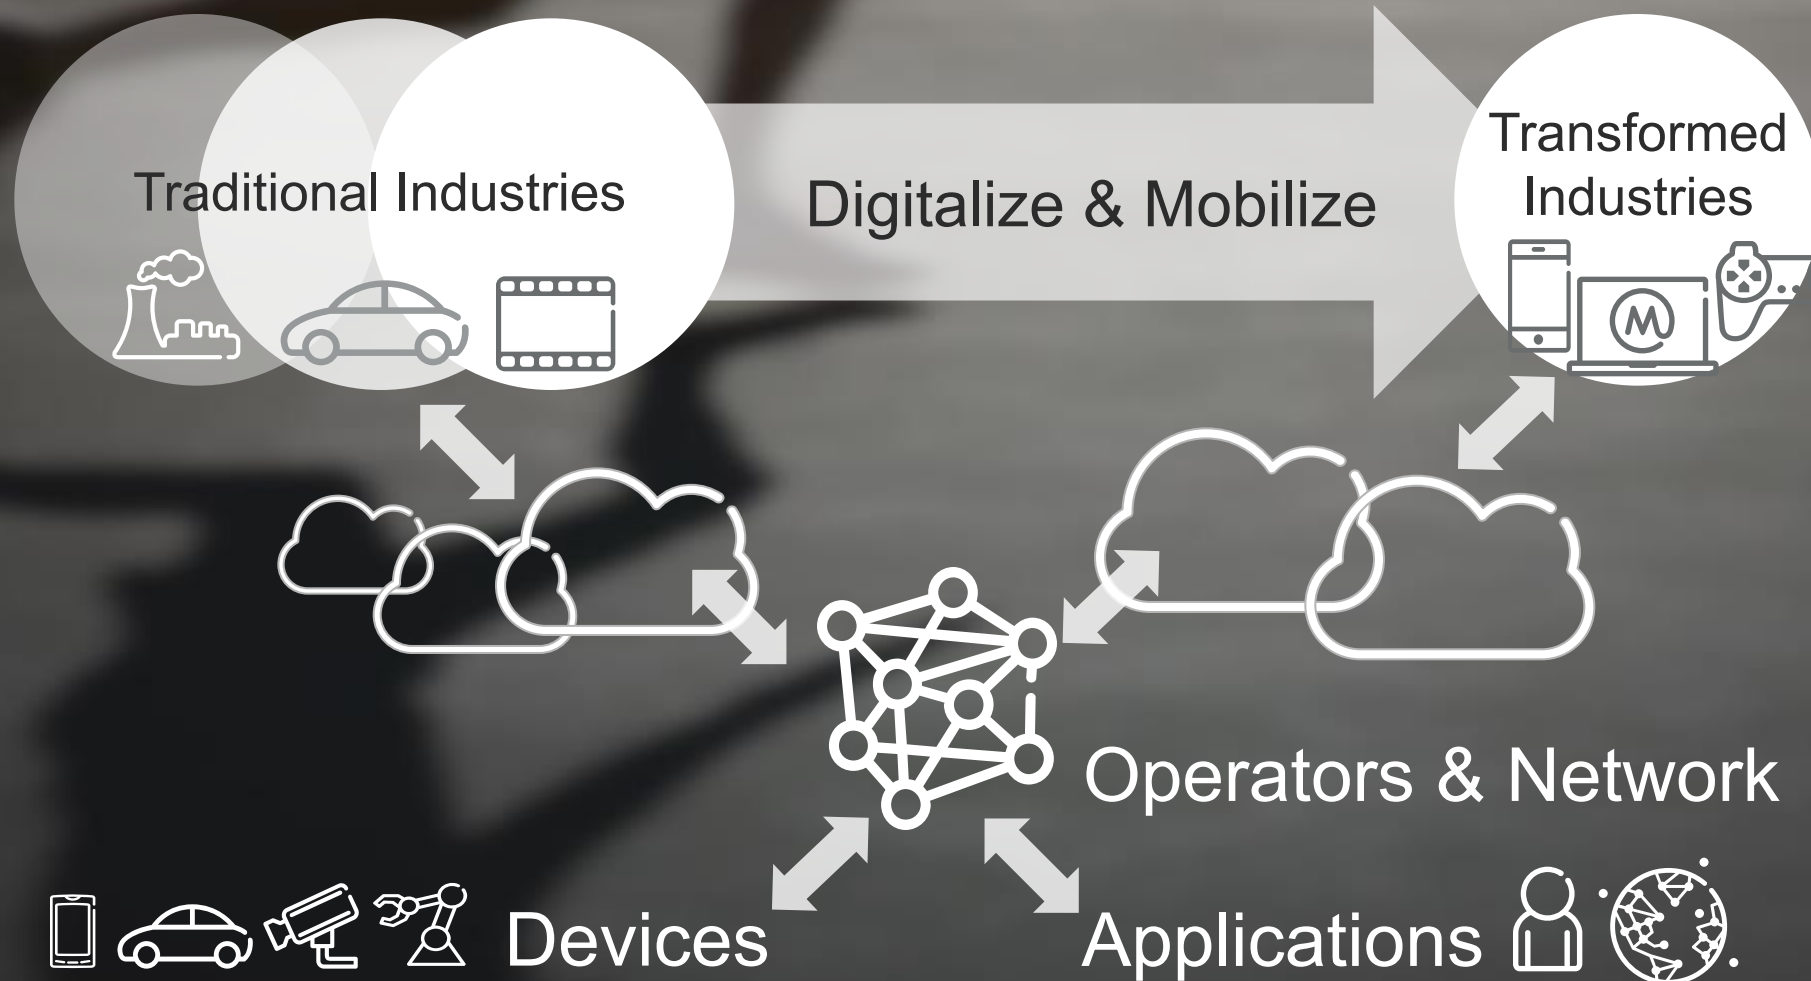 Traditional Industries
Digitalize & Mobilize
Transformed
Industries
M
Operators & Network
Devices
Applications